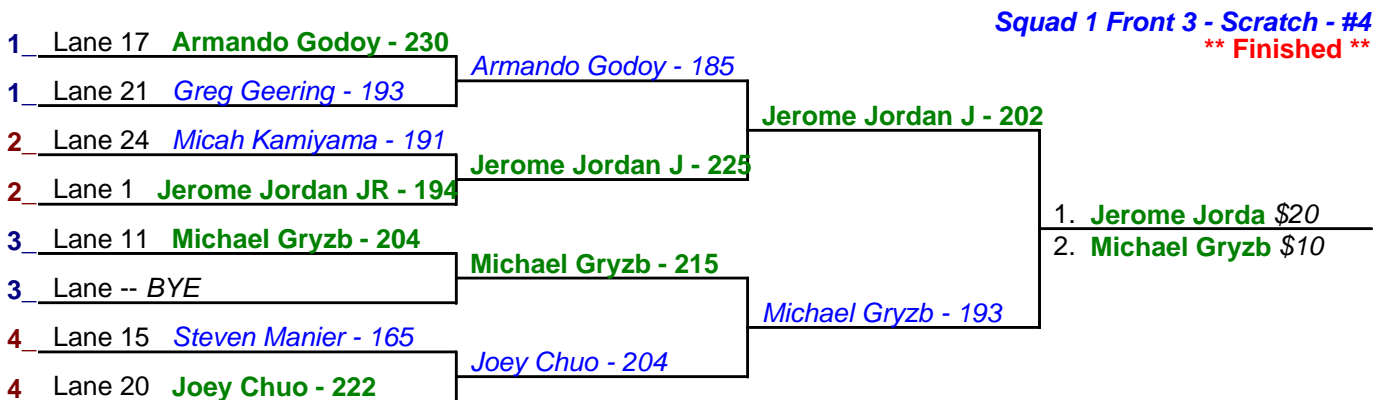 Squad 1 Front 3 - Scratch - #4
** Finished **
1_ Lane 17 Armando Godoy - 230
Armando Godoy - 185
1_ Lane 21 Greg Geering - 193
Jerome Jordan J - 202
2_ Lane 24 Micah Kamiyama - 191
Jerome Jordan J - 225
2_ Lane 1 Jerome Jordan JR - 194
1. Jerome Jorda $20
3_ Lane 11 Michael Gryzb - 204
2. Michael Gryzb $10
Michael Gryzb - 215
3_ Lane -- BYE
Michael Gryzb - 193
4_ Lane 15 Steven Manier - 165
Joey Chuo - 204
4 Lane 20 Joey Chuo - 222